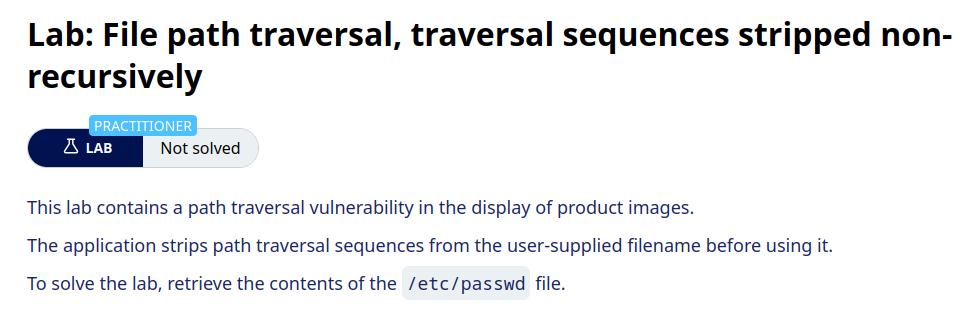 Lab: File path traversal, traversal sequences stripped non-
recursively
PRACTITIONER
LAB Not solved
This lab contains a path traversal vulnerability in the display of product images.
The application strips path traversal sequences from the user-supplied filename before using it.
To solve the lab, retrieve the contents of the /etc/passwd file.